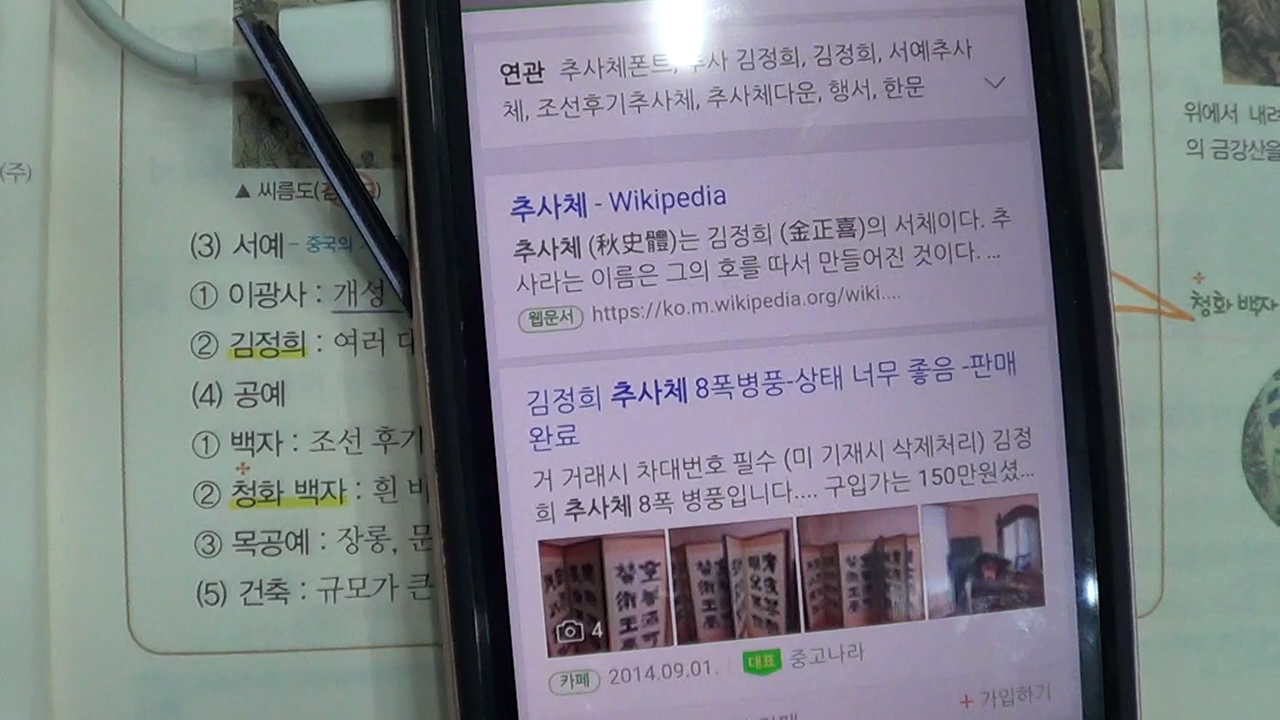 (주)
▲ 씨름도(김
(3) 서예 - 중국의
① 이광사 : 개성
② 김정희 : 여러
(4) 공예
① 백자 : 조선 후기
② 청화 백자 : 흰
③ 목공예 : 장롱, 문
(5) 건축 : 규모가 큰
연관 추사체폰트, 추사 김정희, 김정희, 서예추사
체, 조선후기추사체, 추사체다운, 행서, 한문
추사체 - Wikipedia
추사체 (秋史體)는 김정희 (金正喜)의 서체이다. 추
사라는 이름은 그의 호를 따서 만들어진 것이다. ...
웹문서 https://ko.m.wikipedia.org/wiki....
김정희 추사체 8폭병풍-상태 너무 좋음 -판매
완료
거 거래시 차대번호 필수 (미 기재시 삭제처리) 김정
희 추사체 8폭 병풍입니다.... 구입가는 150만원셨...
4
카페 2014.09.01. 대표 중고나라
+ 가입하기
위에서 내려
의 금강산을
청화 백자